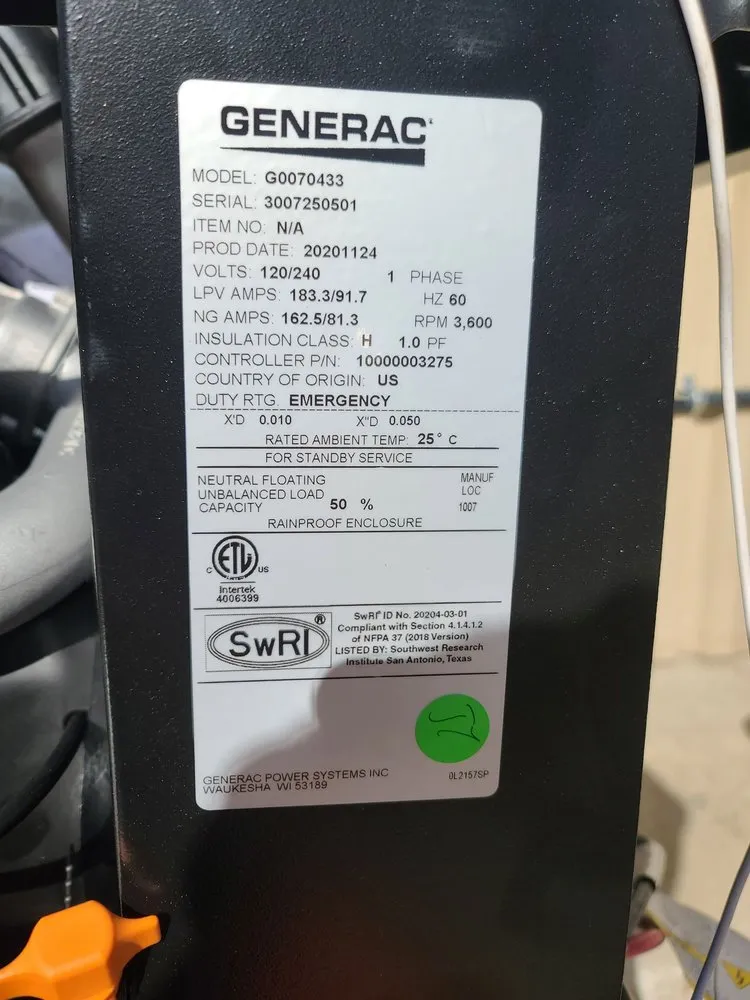 GENERAC
MODEL: G0070433
SERIAL: 3007250501
ITEM NO: N/A
PROD DATE: 20201124
VOLTS: 120/240 1 PHASE
LPV AMPS: 183.3/91.7 HZ 60
NG AMPS: 162.5/81.3 RPM 3,600
INSULATION CLASS: H 1.0 PF
CONTROLLER P/N: 10000003275
COUNTRY OF ORIGIN: US
DUTY RTG. EMERGENCY
X'D 0.010 X"D 0.050
RATED AMBIENT TEMP: 25° C
FOR STANDBY SERVICE
NEUTRAL FLOATING MANUF
UNBALANCED LOAD LOC
CAPACITY 50 % 1007
RAINPROOF ENCLOSURE
C ETL US
Intertek
4006399
SwRI®
SwRI® ID No. 20204-03-01
Compliant with Section 4.1.4.1.2
of NFPA 37 (2018 Version)
LISTED BY: Southwest Research
Institute San Antonio, Texas
GENERAC POWER SYSTEMS INC
WAUKESHA WI 53189
0L2157SP